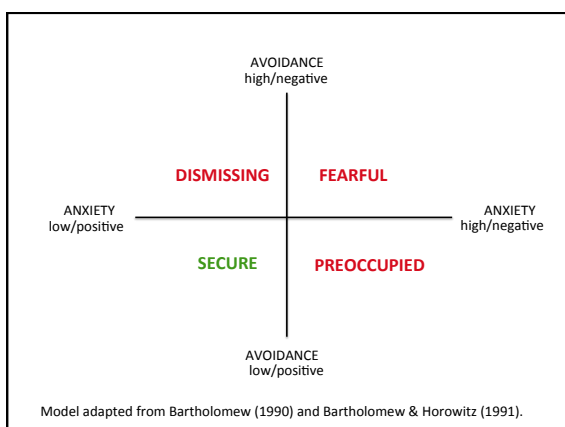 AVOIDANCE
high/negative
DISMISSING
FEARFUL
ANXIETY
low/positive
ANXIETY
high/negative
SECURE
PREOCCUPIED
AVOIDANCE
low/positive
Model adapted from Bartholomew (1990) and Bartholomew & Horowitz (1991).